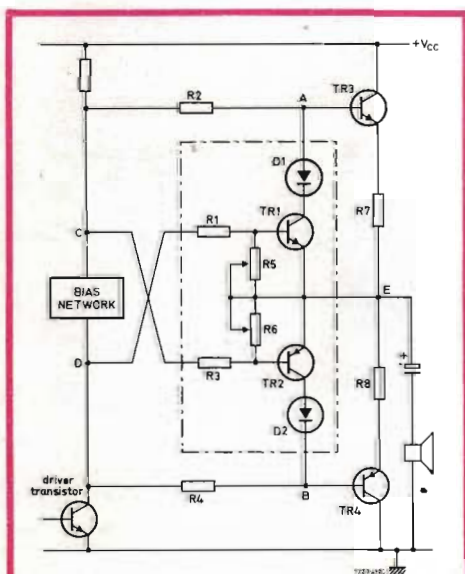 +VCC
TR3
R2
A
D1
TR1
R7
R1
C
R5
E
BIAS
NETWORK
R6
D
R3
TR2
R8
D2
+
driver
transistor
R4
B
TR4